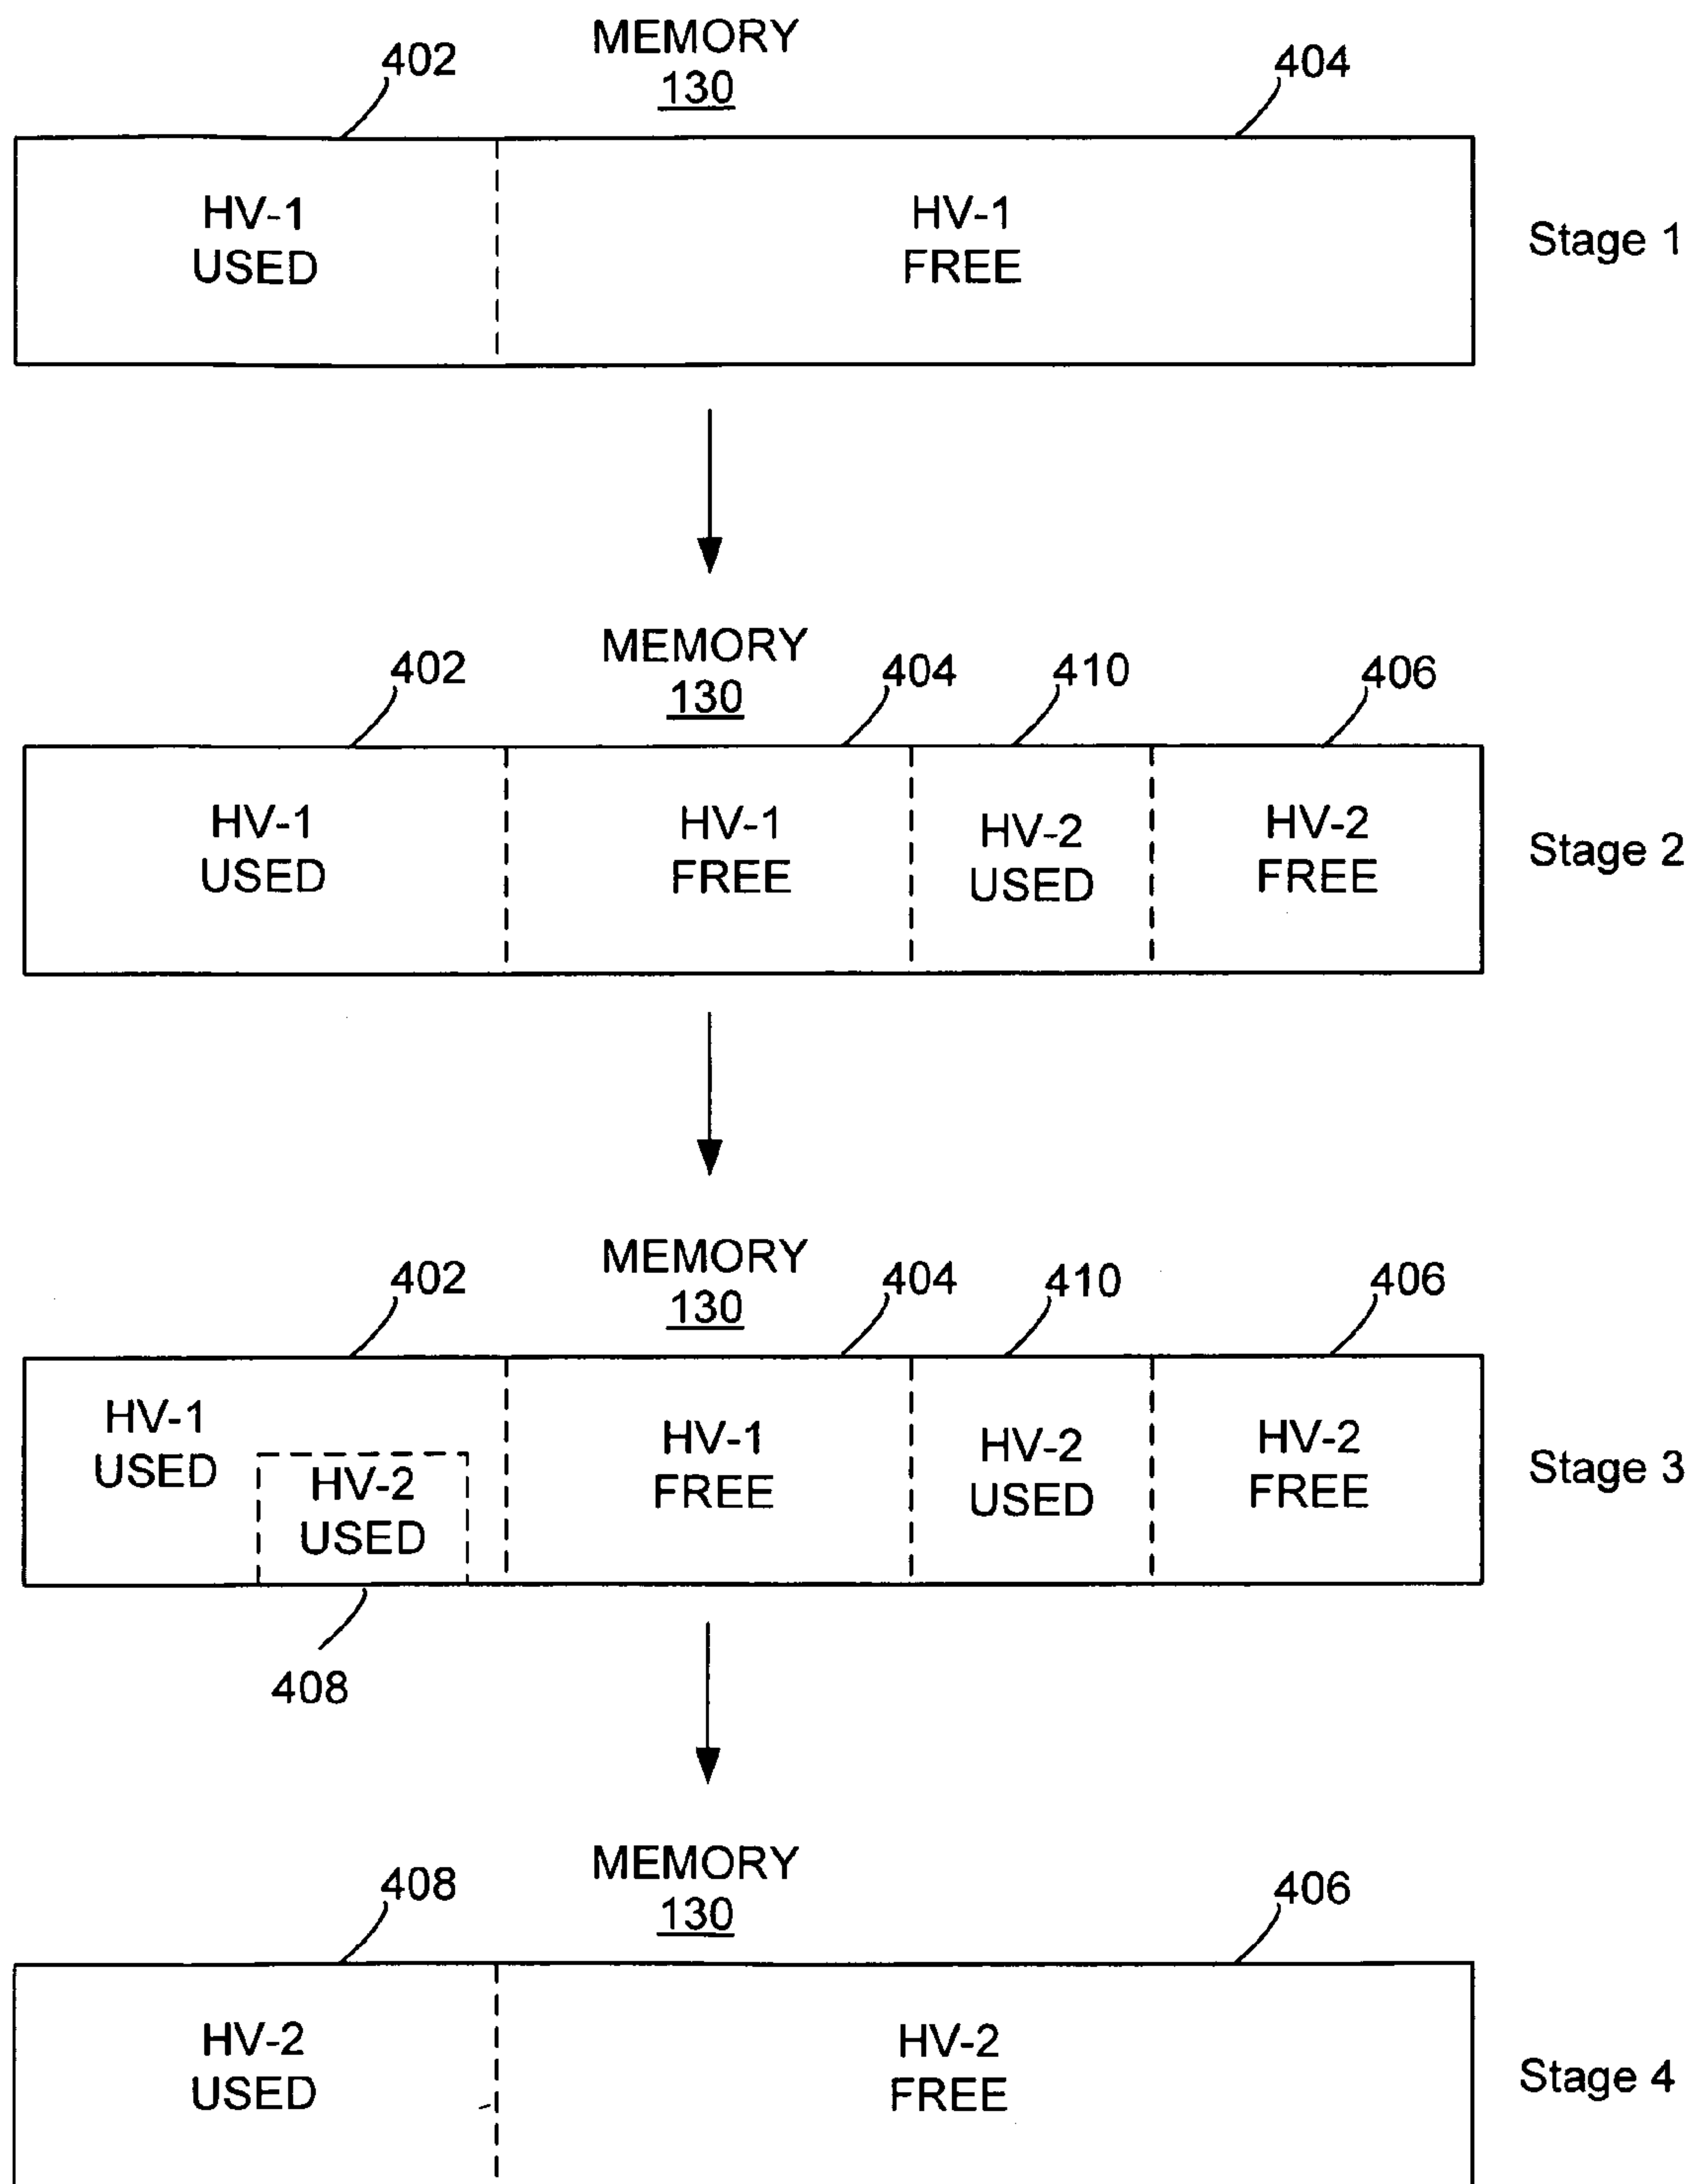 MEMORY
130
402
404
HV-1
USED
HV-1
FREE
Stage 1
MEMORY
130
402
404
410
406
HV-1
USED
HV-1
FREE
HV-2
USED
HV-2
FREE
Stage 2
MEMORY
130
402
404
410
406
HV-1
USED
HV-2
USED
HV-1
FREE
HV-2
USED
HV-2
FREE
Stage 3
408
MEMORY
130
408
406
HV-2
USED
HV-2
FREE
Stage 4